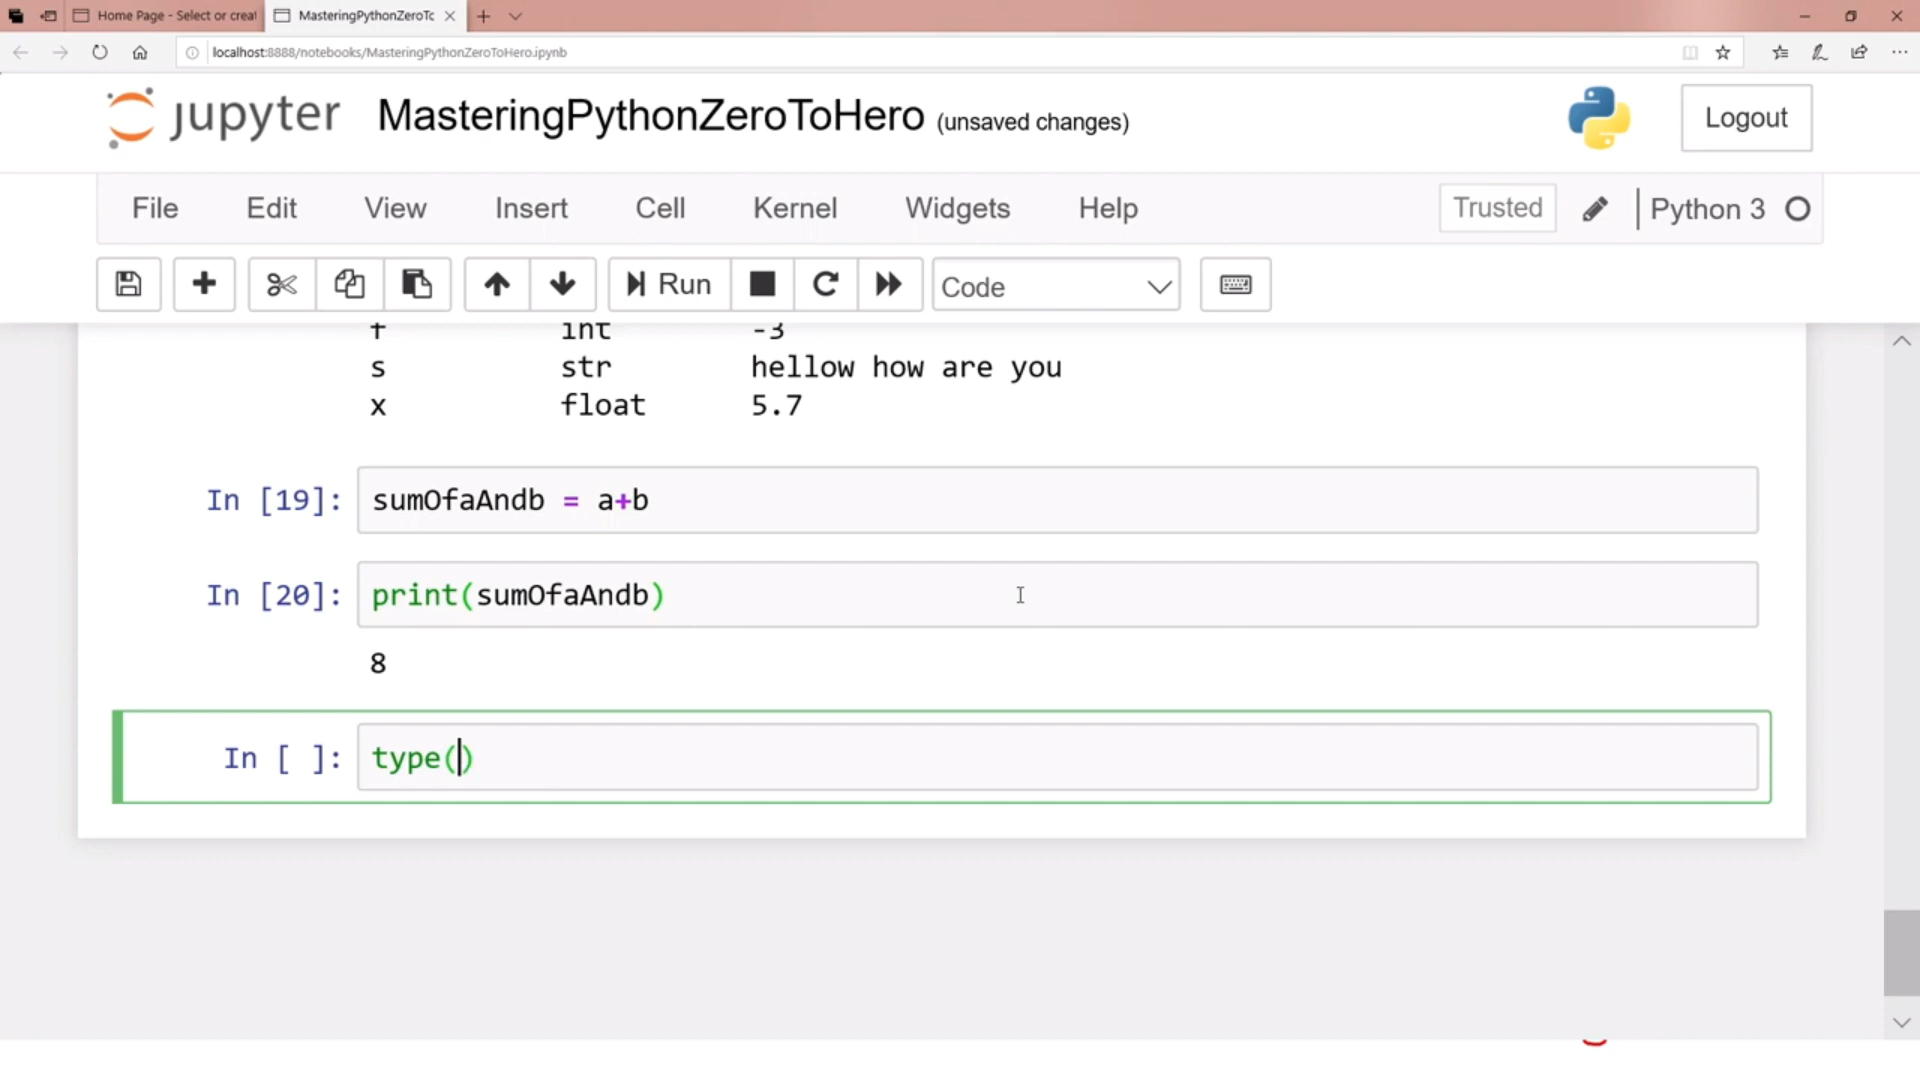 Home Page - Select or creat
MasteringPythonZeroTc
localhost:8888/notebooks/MasteringPythonZeroToHero.ipynb
jupyter MasteringPythonZeroToHero (unsaved changes) Logout
File Edit View Insert Cell Kernel Widgets Help Trusted Python 3
Run Code
f int -3
s str hellow how are you
x float 5.7
In [19]: sumOfaAndb = a+b
In [20]: print(sumOfaAndb)
8
In [ ]: type()